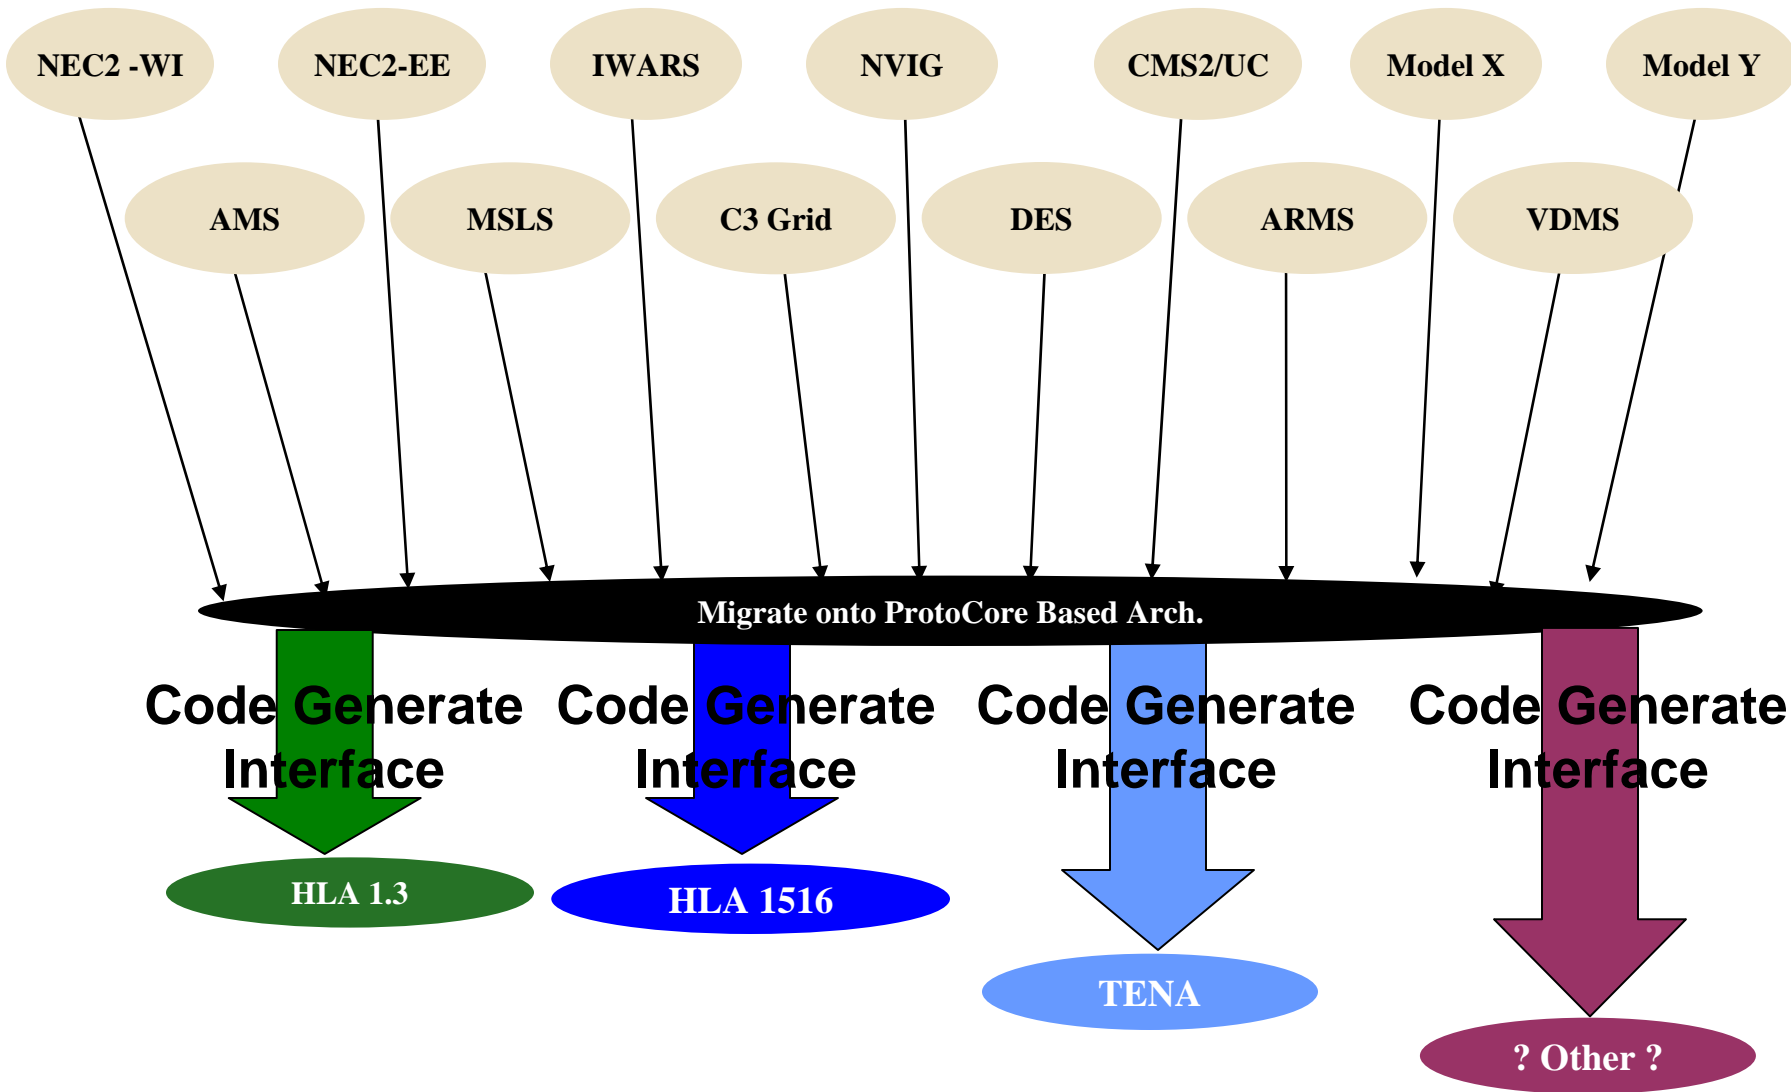 NEC2 -WI
NEC2-EE
IWARS
NVIG
CMS2/UC
Model X
Model Y
AMS
MSLS
C3 Grid
DES
ARMS
VDMS
Migrate onto ProtoCore Based Arch.
Code Generate
Interface
Code Generate
Interface
Code Generate
Interface
Code Generate
Interface
HLA 1.3
HLA 1516
TENA
? Other ?